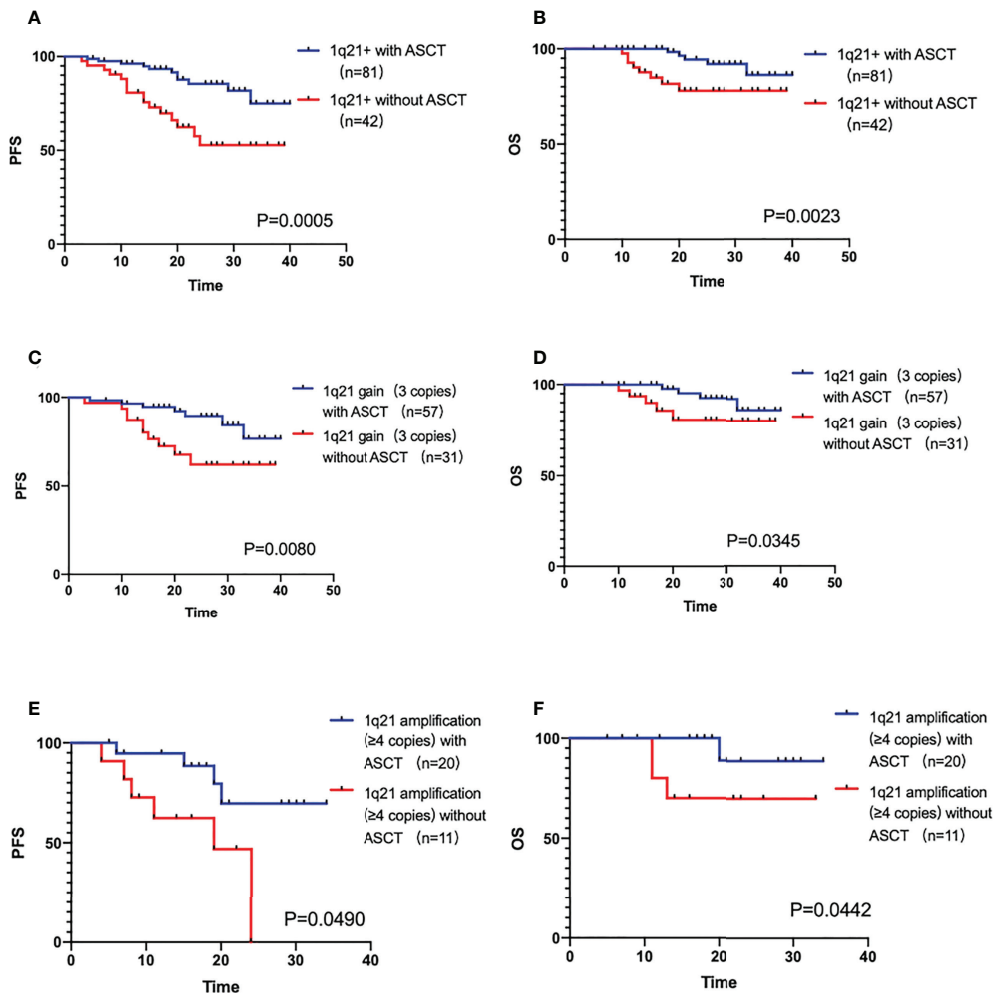 A
1q21+ with ASCT
(n=81)
1q21+ without ASCT
(n=42)
PFS
100
50
0
P=0.0005
0 10 20 30 40 50
Time
B
1q21+ with ASCT
(n=81)
1q21+ without ASCT
(n=42)
OS
100
50
0
P=0.0023
0 10 20 30 40 50
Time
C
1q21 gain (3 copies)
with ASCT (n=57)
1q21 gain (3 copies)
without ASCT (n=31)
PFS
100
50
0
P=0.0080
0 10 20 30 40 50
Time
D
1q21 gain (3 copies)
with ASCT (n=57)
1q21 gain (3 copies)
without ASCT (n=31)
OS
100
50
0
P=0.0345
0 10 20 30 40 50
Time
E
1q21 amplification
(≥4 copies) with
ASCT (n=20)
1q21 amplification
(≥4 copies) without
ASCT (n=11)
PFS
100
50
0
P=0.0490
0 10 20 30 40
Time
F
1q21 amplification
(≥4 copies) with
ASCT (n=20)
1q21 amplification
(≥4 copies) without
ASCT (n=11)
OS
100
50
0
P=0.0442
0 10 20 30 40
Time